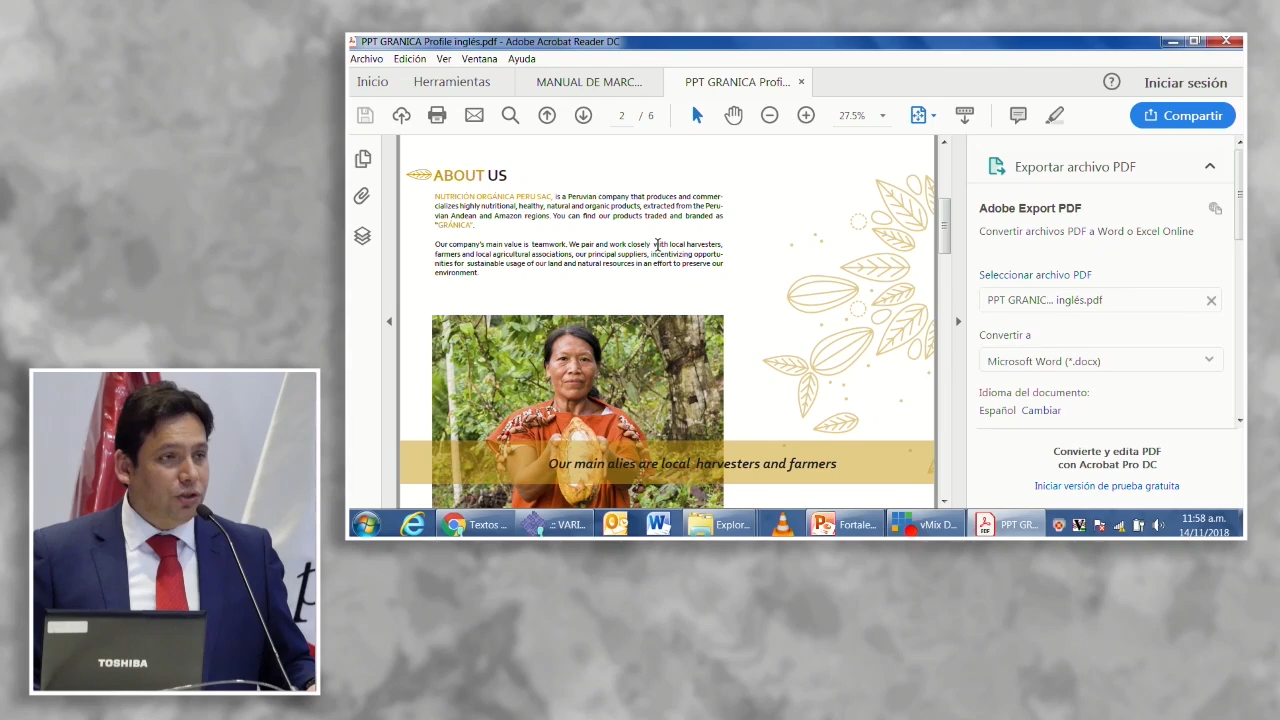 PPT GRANICA Profile inglés.pdf - Adobe Acrobat Reader DC
Archivo Edición Ver Ventana Ayuda
Inicio Herramientas MANUAL DE MARC... PPT GRANICA Profi... × Iniciar sesión
2 / 6 27.5% Compartir
ABOUT US
NUTRICIÓN ORGÁNICA PERU SAC, is a Peruvian company that produces and commer-
cializes highly nutritional, healthy, natural and organic products, extracted from the Peru-
vian Andean and Amazon regions. You can find our products traded and branded as
"GRÁNICA".
Our company's main value is teamwork. We pair and work closely with local harvesters,
farmers and local agricultural associations, our principal suppliers, incentivizing opportu-
nities for sustainable usage of our land and natural resources in an effort to preserve our
environment.
Our main alies are local harvesters and farmers
Exportar archivo PDF
Adobe Export PDF
Convertir archivos PDF a Word o Excel Online
Seleccionar archivo PDF
PPT GRANIC... inglés.pdf
Convertir a
Microsoft Word (*.docx)
Idioma del documento:
Español Cambiar
Convierte y edita PDF
con Acrobat Pro DC
Iniciar versión de prueba gratuita
Textos ... .:: VARI... Explor... Fortale... vMix D... PPT GR... 11:58 a.m.
14/11/2018
TOSHIBA